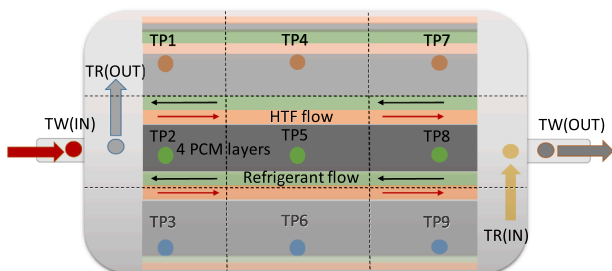 TP1 TP4 TP7
TR(OUT)
HTF flow
TW(IN) TW(OUT)
TP2 TP5 TP8
4 PCM layers
Refrigerant flow
TP3 TP6 TP9
TR(IN)